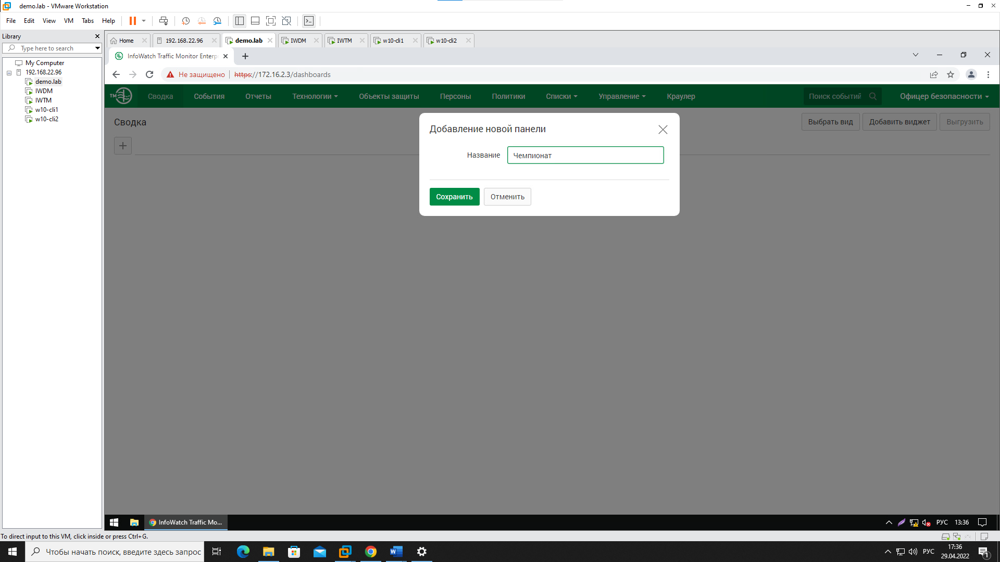 demo.lab - VMware Workstation
File Edit View VM Tabs Help
Library
Type here to search
My Computer
192.168.22.96
demo.lab
IWDM
IWTM
w10-cli1
w10-cli2
Home 192.168.22.96 demo.lab IWDM IWTM w10-cli1 w10-cli2
InfoWatch Traffic Monitor Enterp
Не защищено https://172.16.2.3/dashboards
TM Сводка События Отчеты Технологии Объекты защиты Персоны Политики Списки Управление Краулер Поиск событий Офицер безопасности
Сводка Выбрать вид Добавить виджет Выгрузить
Добавление новой панели
Название Чемпионат
Сохранить Отменить
InfoWatch Traffic Mo... РУС 13:36
To direct input to this VM, click inside or press Ctrl+G.
Чтобы начать поиск, введите здесь запрос РУС 17:36
29.04.2022
1